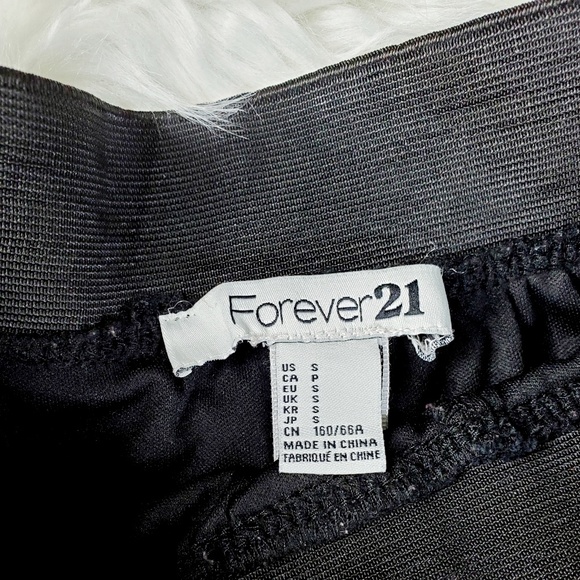 Forever21
US S
CA P
EU S
UK S
KR S
JP S
CN 160/66A
MADE IN CHINA
FABRIQUÉ EN CHINE